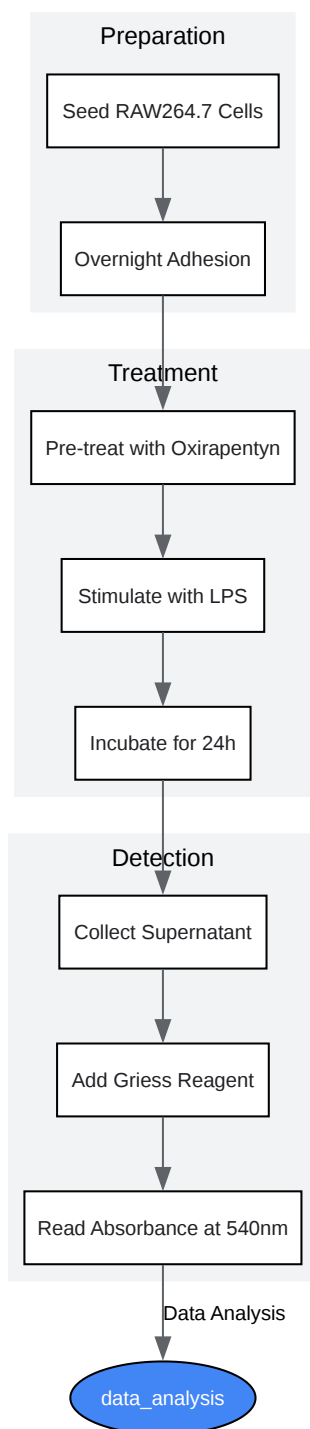 Preparation
Seed RAW264.7 Cells
Overnight Adhesion
Treatment
Pre-treat with Oxirapentyn
Stimulate with LPS
Incubate for 24h
Detection
Collect Supernatant
Add Griess Reagent
Read Absorbance at 540nm
Data Analysis
data_analysis